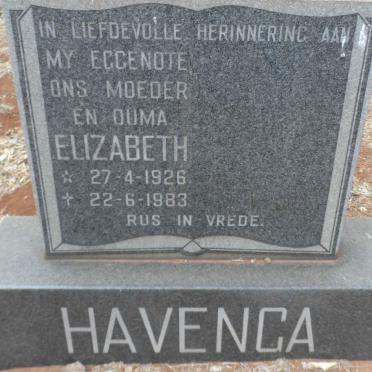 IN LIEFDEVOLLE HERINNERING AAN
MY EGGENOTE
ONS MOEDER
EN OUMA
ELIZABETH
☆ 27-4-1926
✝ 22-6-1983
RUS IN VREDE.
HAVENGA